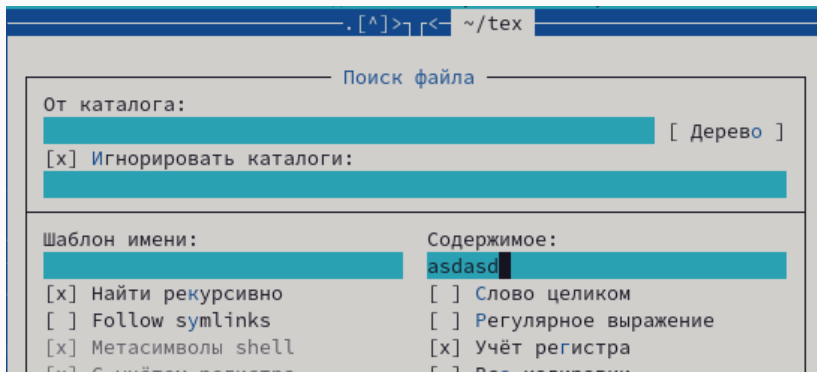 .[^]> ~/tex
Поиск файла
От каталога:
[ Дерево ]
[x] Игнорировать каталоги:
Шаблон имени:
Содержимое:
asdasd
[x] Найти рекурсивно
[ ] Слово целиком
[ ] Follow symlinks
[ ] Регулярное выражение
[x] Метасимволы shell
[x] Учёт регистра